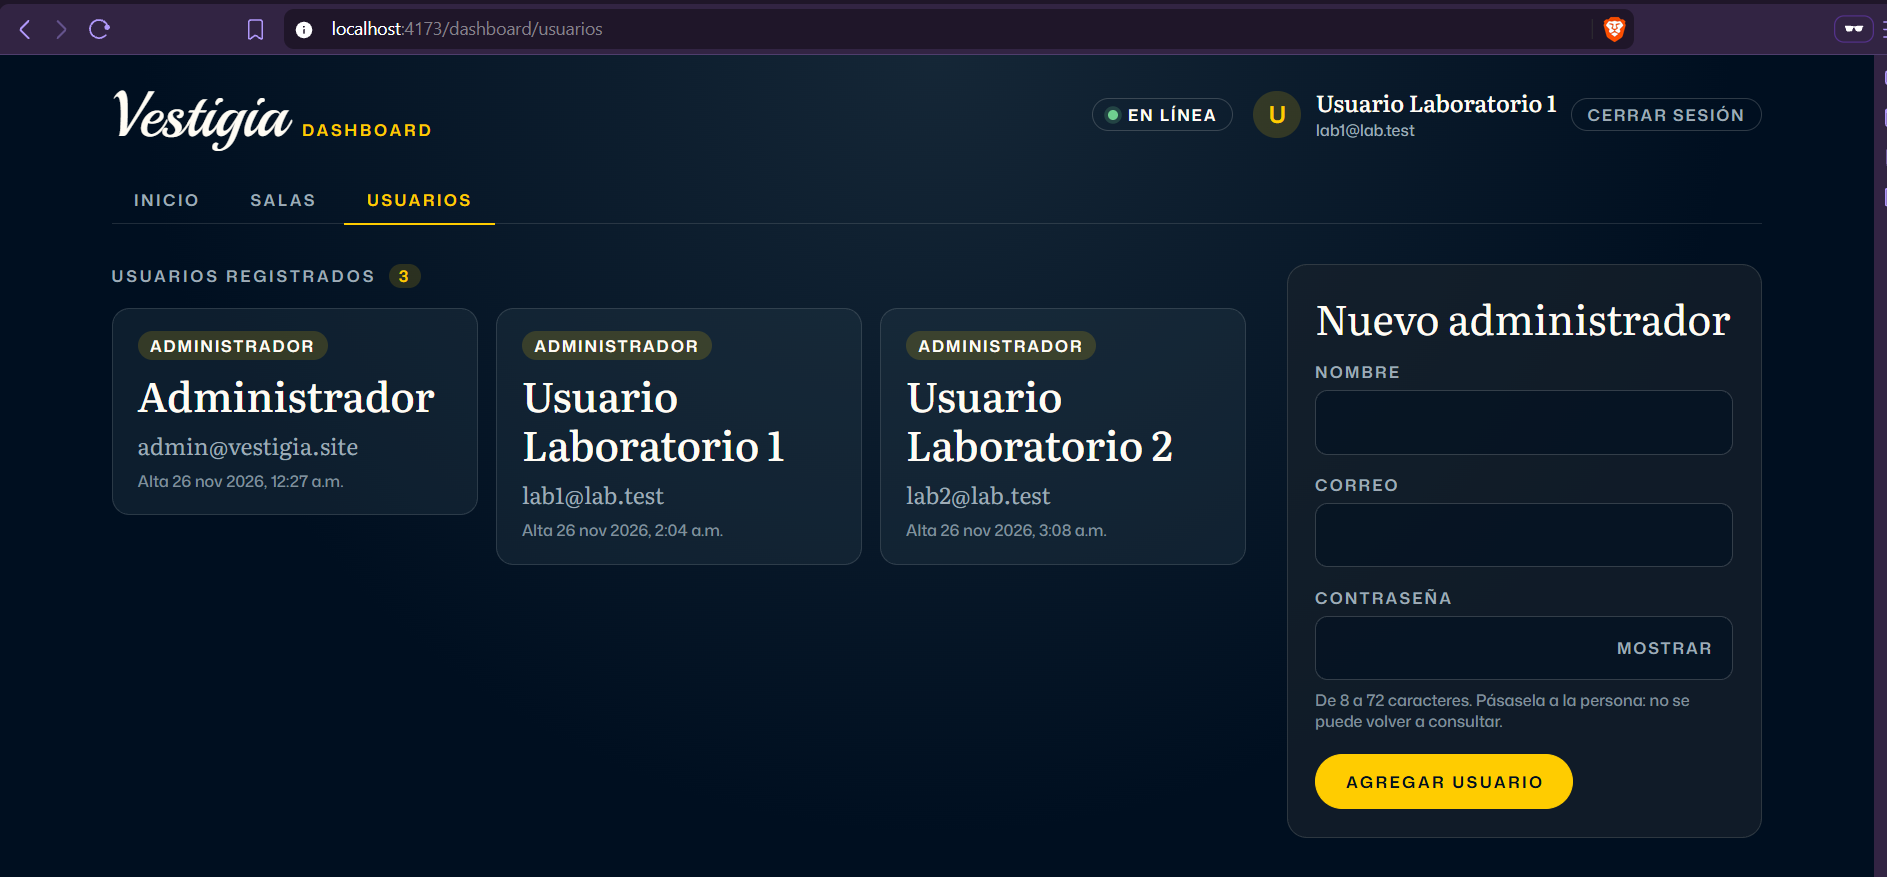 localhost:4173/dashboard/usuarios
Vestigia DASHBOARD
EN LÍNEA
U
Usuario Laboratorio 1
lab1@lab.test
CERRAR SESIÓN
INICIO
SALAS
USUARIOS
USUARIOS REGISTRADOS 3
ADMINISTRADOR
Administrador
admin@vestigia.site
Alta 26 nov 2026, 12:27 a.m.
ADMINISTRADOR
Usuario
Laboratorio 1
lab1@lab.test
Alta 26 nov 2026, 2:04 a.m.
ADMINISTRADOR
Usuario
Laboratorio 2
lab2@lab.test
Alta 26 nov 2026, 3:08 a.m.
Nuevo administrador
NOMBRE
CORREO
CONTRASEÑA
MOSTRAR
De 8 a 72 caracteres. Pásasela a la persona: no se
puede volver a consultar.
AGREGAR USUARIO